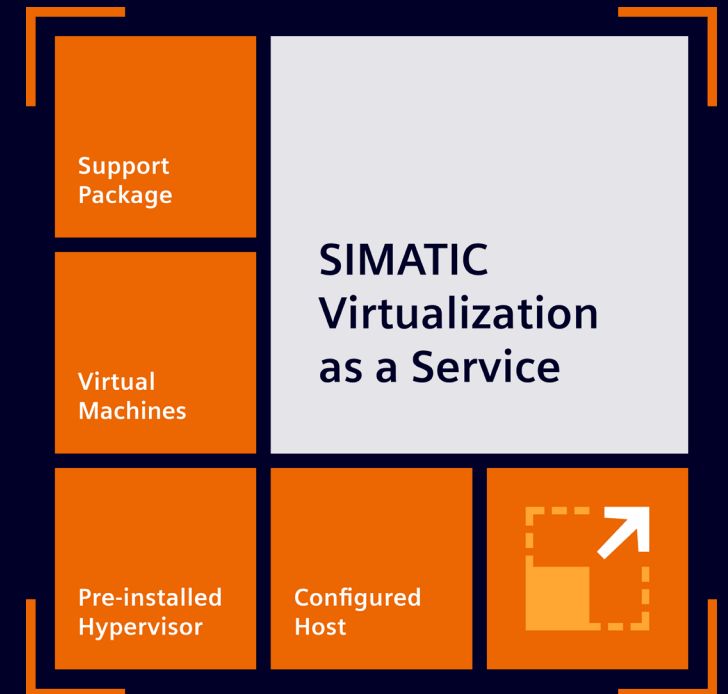 Support
Package
SIMATIC
Virtualization
as a Service
Virtual
Machines
Pre-installed
Hypervisor
Configured
Host